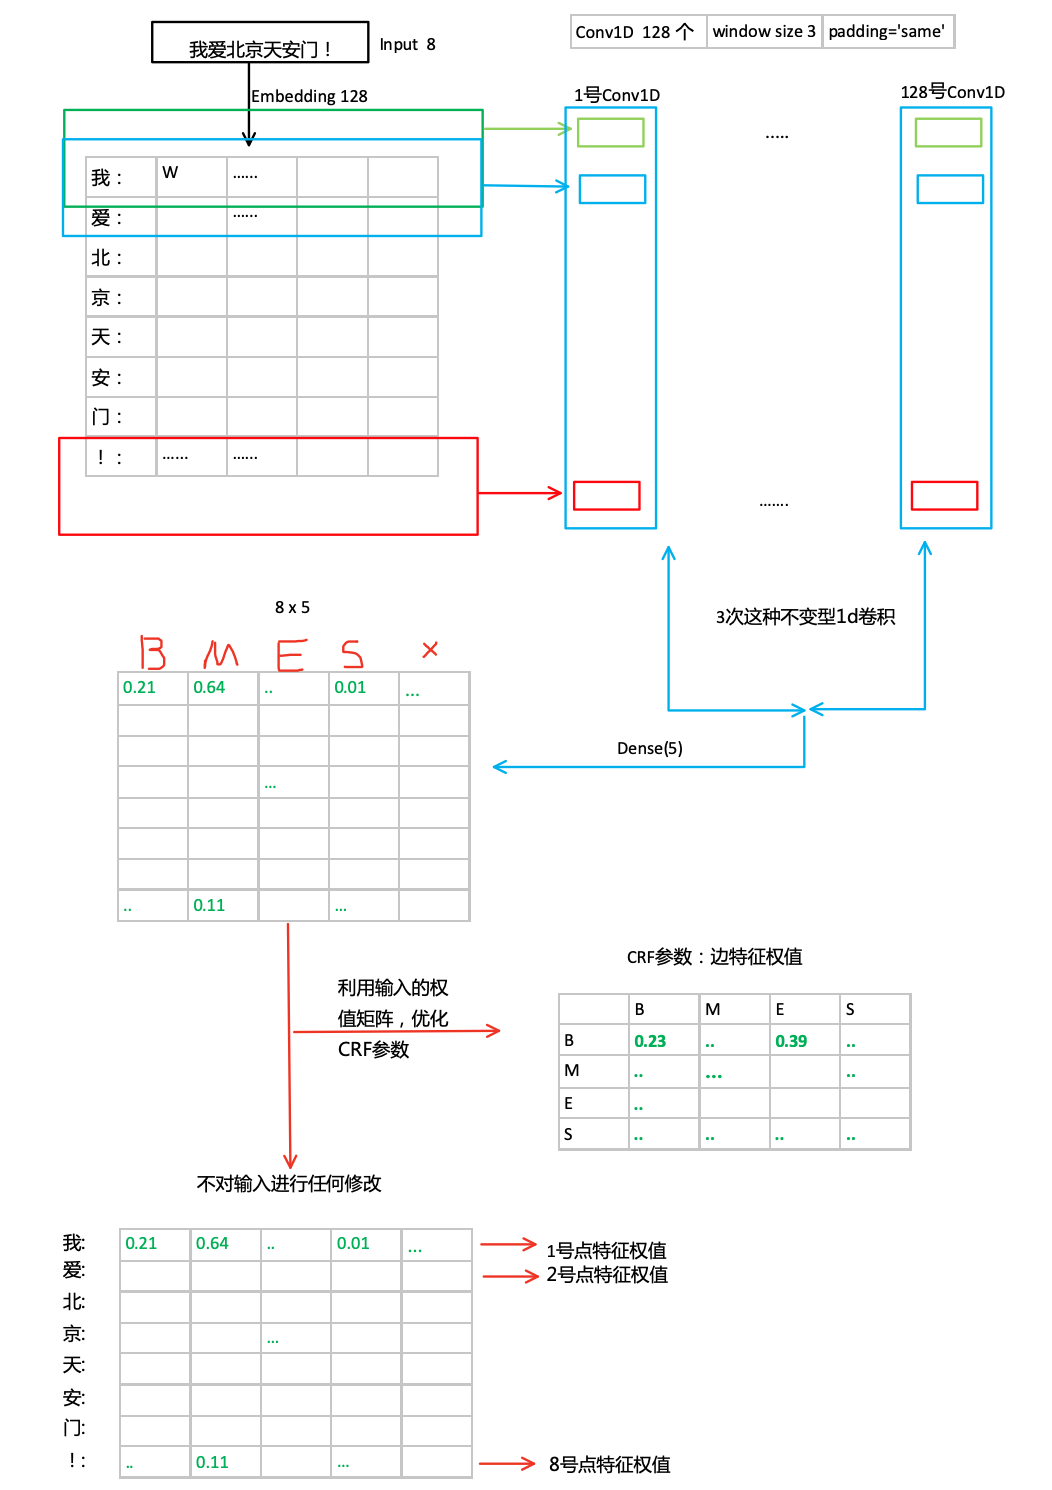 我爱北京天安门！
Input 8
Conv1D 128 个 window size 3 padding='same'
Embedding 128
1号Conv1D
128号Conv1D
我： W ......
.....
爱： ......
北：
京：
天：
安：
门：
！： ...... ......
.......
8 x 5
3次这种不变型1d卷积
B M E S ×
0.21 0.64 .. 0.01 ...
Dense(5)
...
.. 0.11 ...
CRF参数：边特征权值
利用输入的权
值矩阵，优化
CRF参数
B M E S
B 0.23 .. 0.39 ..
M .. ... ..
E ..
S .. .. .. ..
不对输入进行任何修改
我: 0.21 0.64 .. 0.01 ... 1号点特征权值
爱: 2号点特征权值
北:
京: ...
天:
安:
门:
！: .. 0.11 ... 8号点特征权值